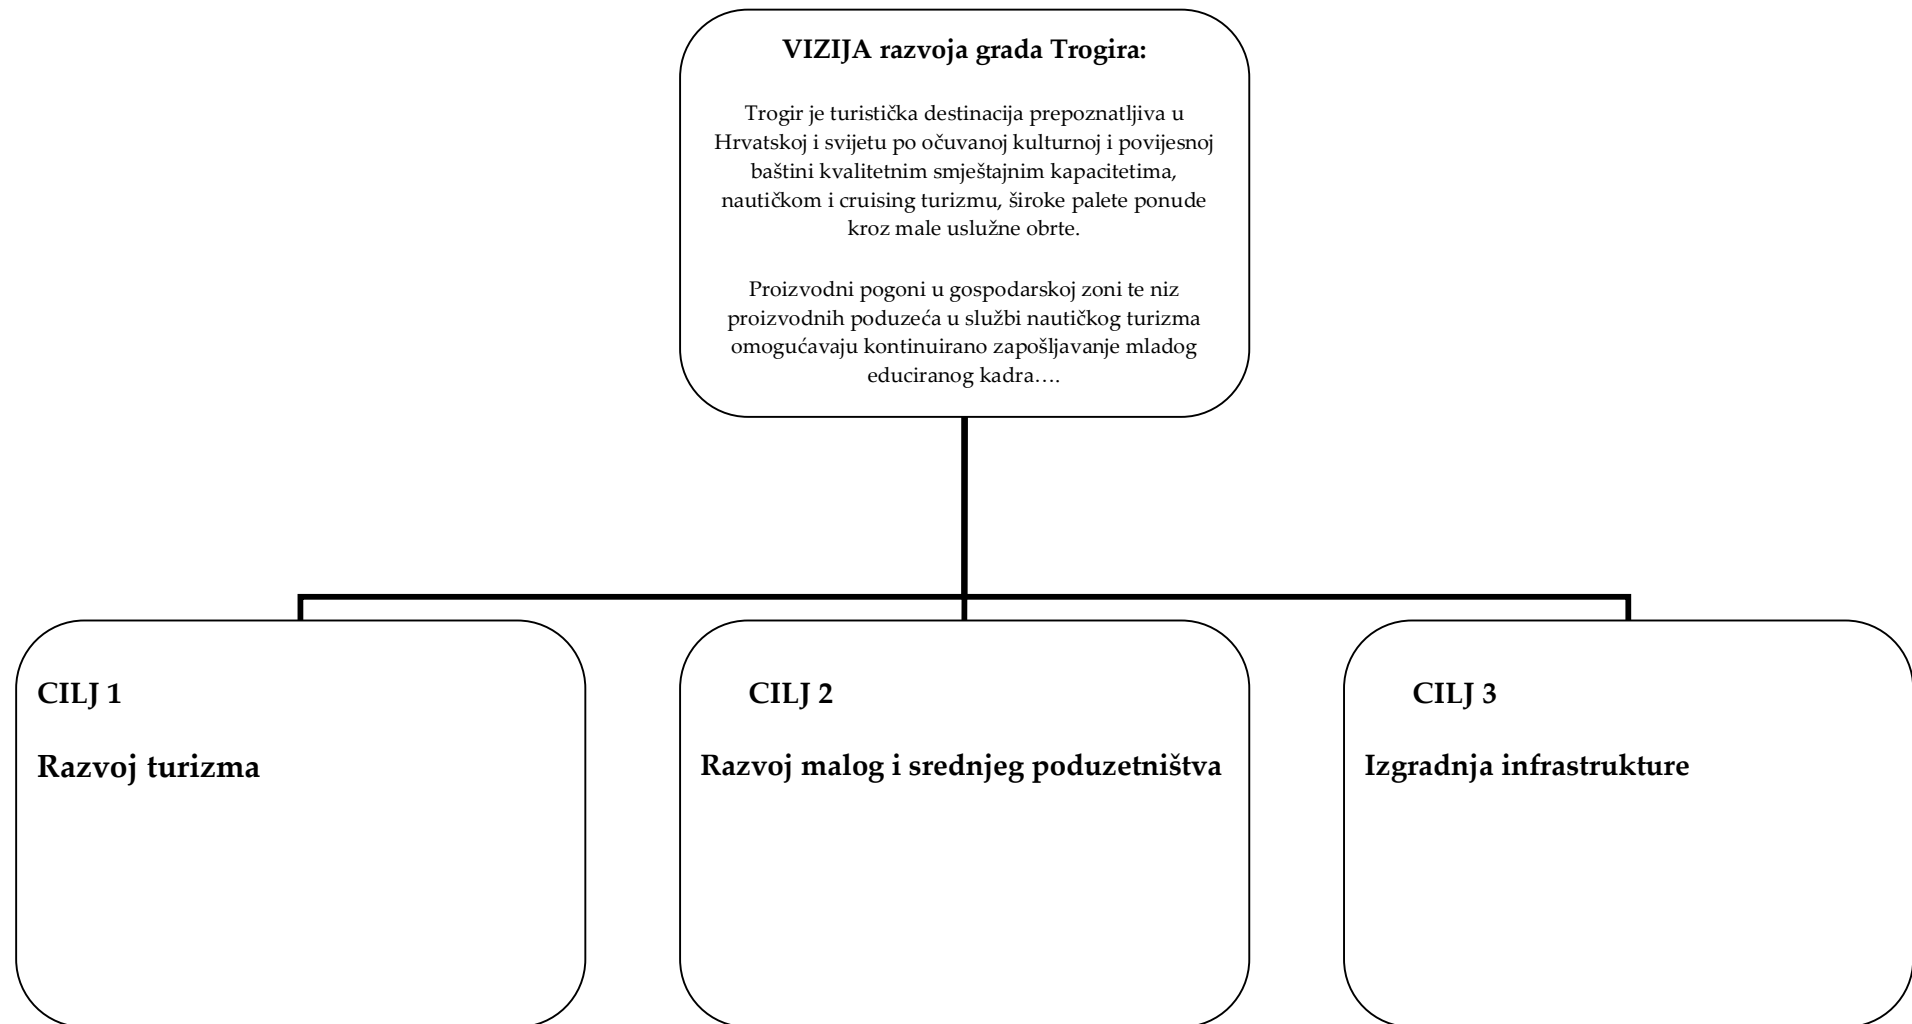 VIZIJA razvoja grada Trogira:
Trogir je turistička destinacija prepoznatljiva u
Hrvatskoj i svijetu po očuvanoj kulturnoj i povijesnoj
baštini kvalitetnim smještajnim kapacitetima,
nautičkom i cruising turizmu, široke palete ponude
kroz male uslužne obrte.
Proizvodni pogoni u gospodarskoj zoni te niz
proizvodnih poduzeća u službi nautičkog turizma
omogućavaju kontinuirano zapošljavanje mladog
educiranog kadra….
CILJ 1
Razvoj turizma
CILJ 2
Razvoj malog i srednjeg poduzetništva
CILJ 3
Izgradnja infrastrukture